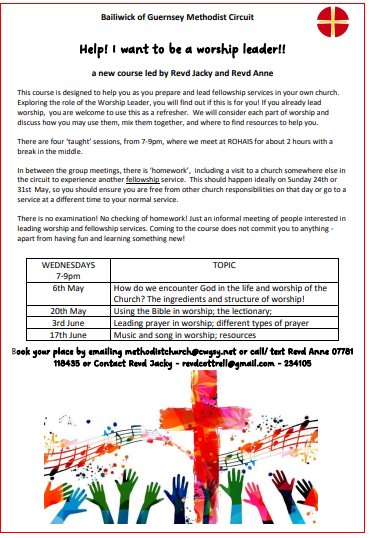 Bailiwick of Guernsey Methodist Circuit
Help! I want to be a worship leader!!
a new course led by Revd Jacky and Revd Anne
This course is designed to help you as you prepare and lead fellowship services in your own church.
Exploring the role of the Worship Leader, you will find out if this is for you! If you already lead
worship, you are welcome to use this as a refresher. We will consider each part of worship and
discuss how you may use them, mix them together, and where to find resources to help you.
There are four 'taught' sessions, from 7-9pm, where we meet at ROHAIS for about 2 hours with a
break in the middle.
In between the group meetings, there is 'homework', including a visit to a church somewhere else in
the circuit to experience another fellowship service. This should happen ideally on Sunday 24th or
31st May, so you should ensure you are free from other church responsibilities on that day or go to a
service at a different time to your normal service.
There is no examination! No checking of homework! Just an informal meeting of people interested in
leading worship and fellowship services. Coming to the course does not commit you to anything -
apart from having fun and learning something new!
WEDNESDAYS TOPIC
7-9pm
6th May How do we encounter God in the life and worship of the
Church? The ingredients and structure of worship!
20th May Using the Bible in worship; the lectionary;
3rd June Leading prayer in worship; different types of prayer
17th June Music and song in worship; resources
Book your place by emailing methodistchurch@cwgsy.net or call/ text Revd Anne 07781
118435 or Contact Revd Jacky - revdcottrell@gmail.com - 234105